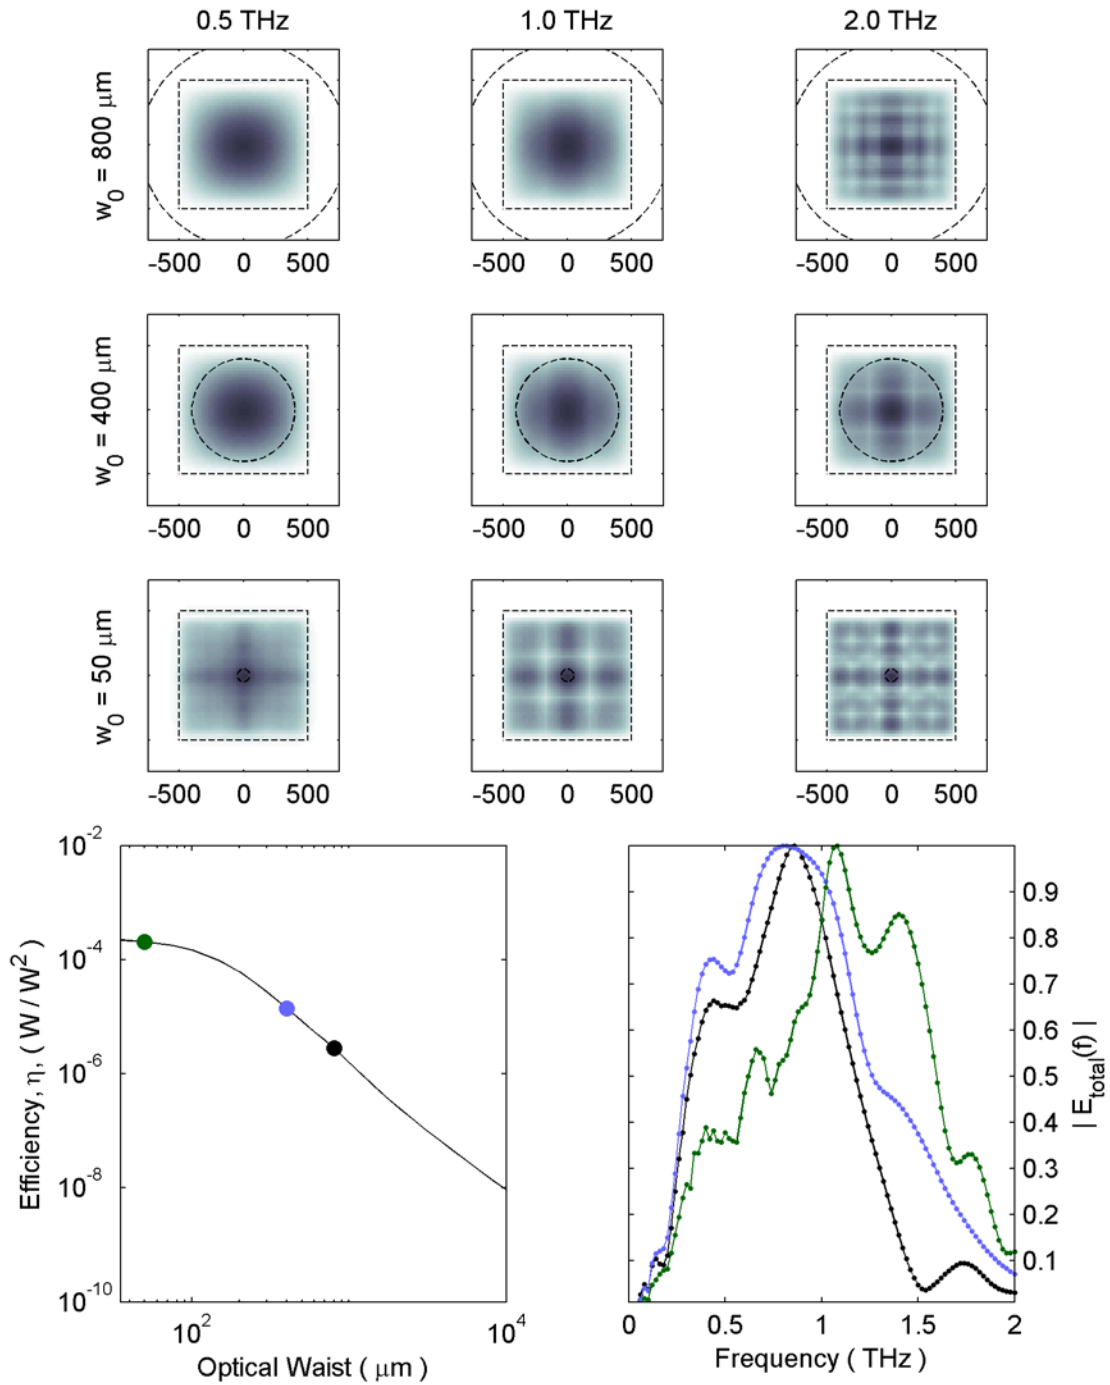 0.5 THz 1.0 THz 2.0 THz
w₀ = 800 μm
-500 0 500 -500 0 500 -500 0 500
w₀ = 400 μm
-500 0 500 -500 0 500 -500 0 500
w₀ = 50 μm
-500 0 500 -500 0 500 -500 0 500
Efficiency, η, ( W / W² )
10⁻²
10⁻⁴
10⁻⁶
10⁻⁸
10⁻¹⁰
10² 10⁴
Optical Waist ( μm )
0.9
0.8
0.7
0.6
0.5
0.4
0.3
0.2
0.1
| E_total(f) |
0 0.5 1 1.5 2
Frequency ( THz )